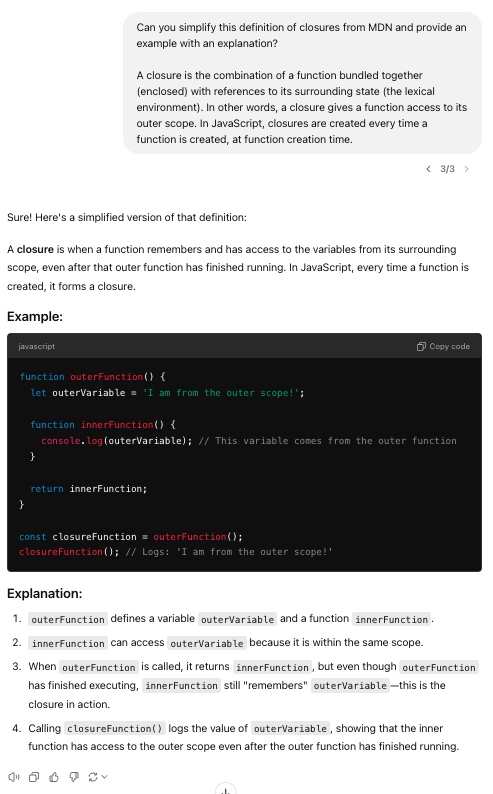 Can you simplify this definition of closures from MDN and provide an
example with an explanation?
A closure is the combination of a function bundled together
(enclosed) with references to its surrounding state (the lexical
environment). In other words, a closure gives a function access to its
outer scope. In JavaScript, closures are created every time a
function is created, at function creation time.
3/3
Sure! Here's a simplified version of that definition:
A closure is when a function remembers and has access to the variables from its surrounding
scope, even after that outer function has finished running. In JavaScript, every time a function is
created, it forms a closure.
Example:
javascript Copy code
function outerFunction() {
  let outerVariable = 'I am from the outer scope!';
  function innerFunction() {
    console.log(outerVariable); // This variable comes from the outer function
  }
  return innerFunction;
}
const closureFunction = outerFunction();
closureFunction(); // Logs: 'I am from the outer scope!'
Explanation:
1. outerFunction defines a variable outerVariable and a function innerFunction.
2. innerFunction can access outerVariable because it is within the same scope.
3. When outerFunction is called, it returns innerFunction, but even though outerFunction
has finished executing, innerFunction still "remembers" outerVariable—this is the
closure in action.
4. Calling closureFunction() logs the value of outerVariable, showing that the inner
function has access to the outer scope even after the outer function has finished running.